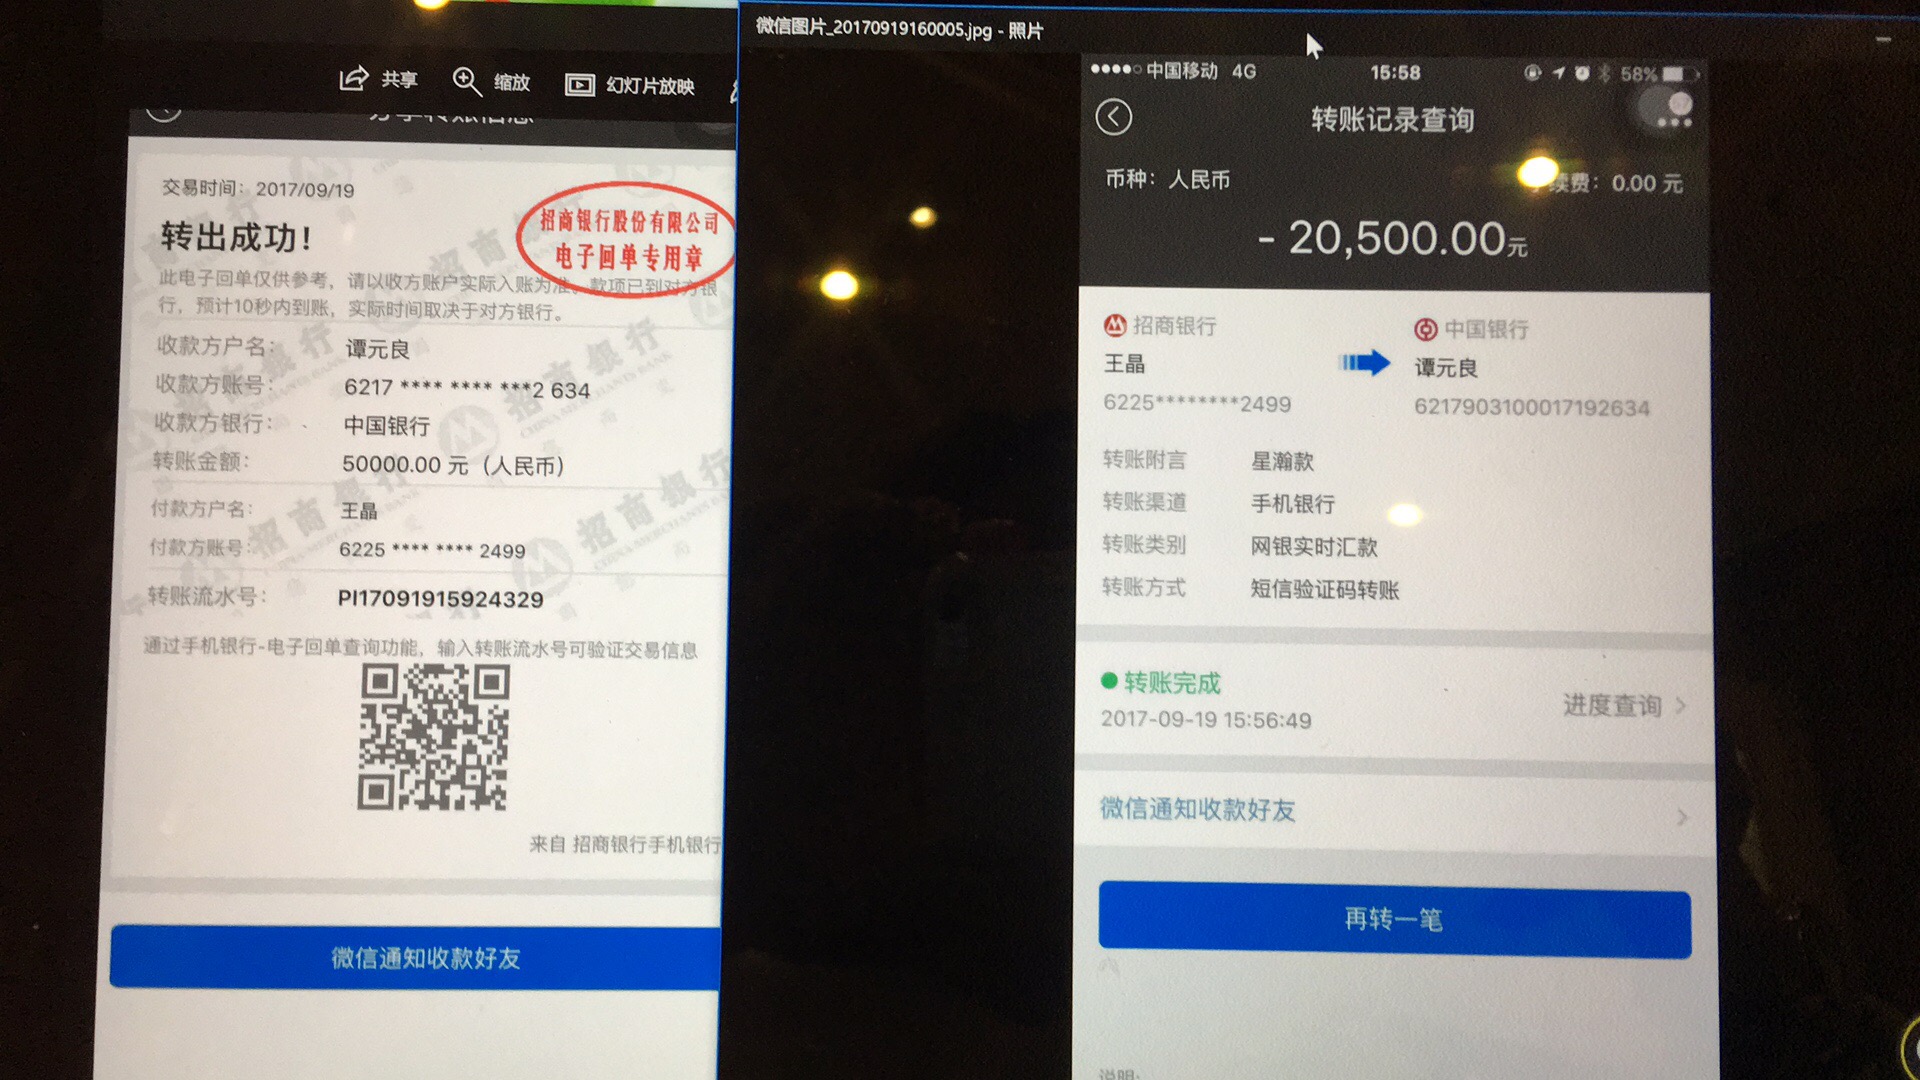 共享
缩放
幻灯片放映
分享转账信息
交易时间：2017/09/19
转出成功！
招商银行股份有限公司
电子回单专用章
此电子回单仅供参考，请以收方账户实际入账为准。款项已到对方银
行，预计10秒内到账，实际时间取决于对方银行。
收款方户名： 谭元良
收款方账号： 6217 **** **** ***2 634
收款方银行： 中国银行
转账金额： 50000.00 元（人民币）
付款方户名： 王晶
付款方账号： 6225 **** **** 2499
转账流水号： PI17091915924329
通过手机银行-电子回单查询功能，输入转账流水号可验证交易信息
来自 招商银行手机银行
微信通知收款好友
微信图片_20170919160005.jpg - 照片
中国移动 4G 15:58 58%
转账记录查询
币种：人民币
续费：0.00 元
- 20,500.00元
招商银行 中国银行
王晶 谭元良
6225********2499 6217903100017192634
转账附言 星瀚款
转账渠道 手机银行
转账类别 网银实时汇款
转账方式 短信验证码转账
转账完成
2017-09-19 15:56:49
进度查询 >
微信通知收款好友 >
再转一笔
说明:
招商银行
CHINA MERCHANTS BANK